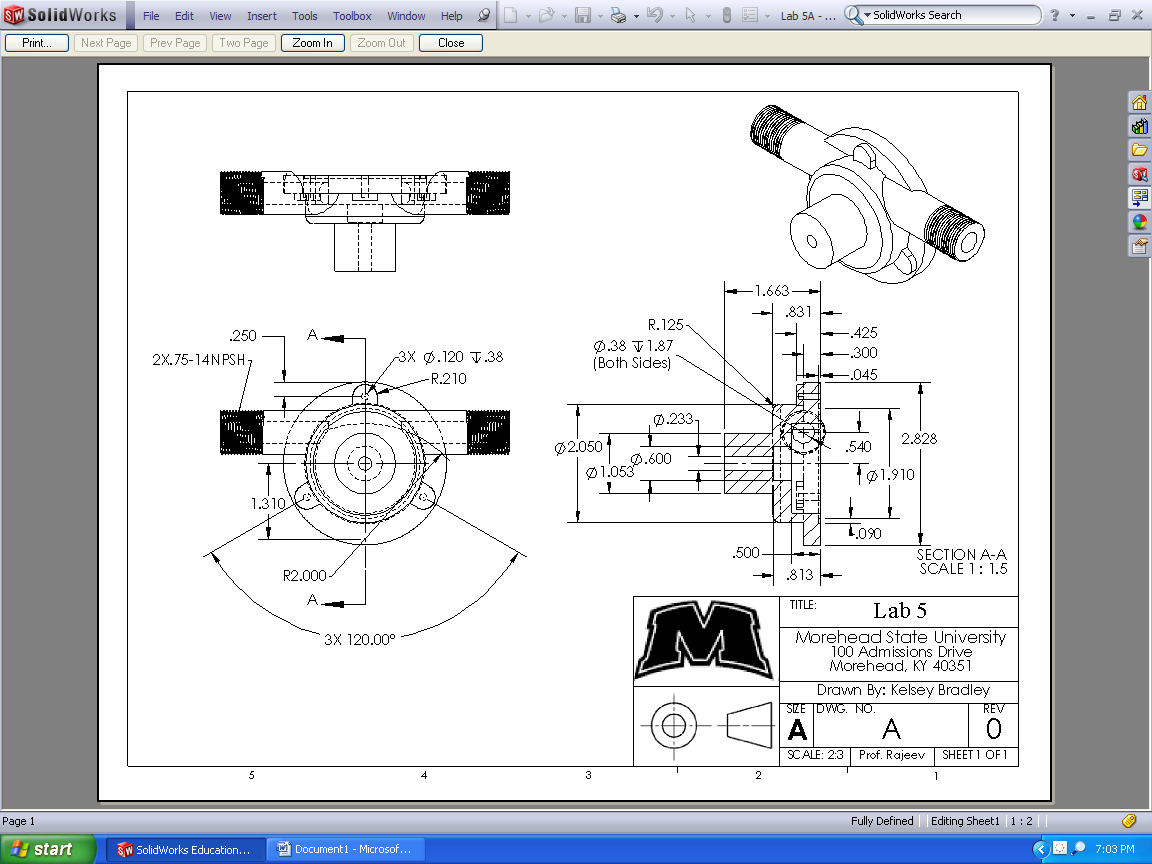 SolidWorks File Edit View Insert Tools Toolbox Window Help Lab 5A - ... SolidWorks Search
Print... Next Page Prev Page Two Page Zoom In Zoom Out Close
1.663
.831
R.125
.425
Ø.38 ↧1.87
(Both Sides)
.300
.045
.250
A
2X.75-14NPSH
3X Ø.120 ↧.38
R.210
Ø.233
Ø2.050
Ø.600
Ø1.053
.540
2.828
Ø1.910
1.310
.090
.500
.813
SECTION A-A
SCALE 1 : 1.5
R2.000
A
3X 120.00°
M
TITLE:
Lab 5
Morehead State University
100 Admissions Drive
Morehead, KY 40351
Drawn By: Kelsey Bradley
SIZE DWG. NO. REV
A A 0
SCALE: 2:3 Prof. Rajeev SHEET 1 OF 1
5 4 3 2 1
Page 1 Fully Defined Editing Sheet1 1 : 2
start SolidWorks Education... Document1 - Microsof... 7:03 PM